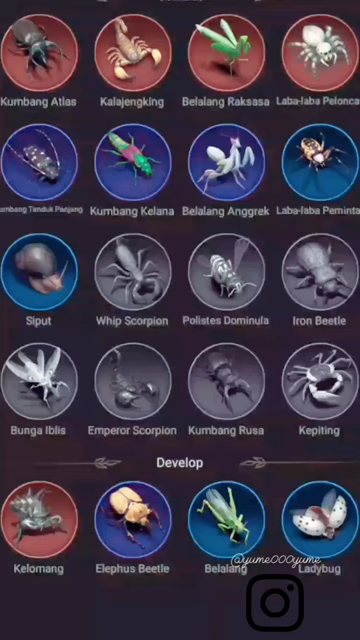 Kumbang Atlas Kalajengking Belalang Raksasa Laba-laba Peloncat
umbang Tanduk Panjang Kumbang Kelana Belalang Anggrek Laba-laba Peminta
Siput Whip Scorpion Polistes Dominula Iron Beetle
Bunga Iblis Emperor Scorpion Kumbang Rusa Kepiting
Develop
@yume000yume
Kelomang Elephus Beetle Belalang Ladybug